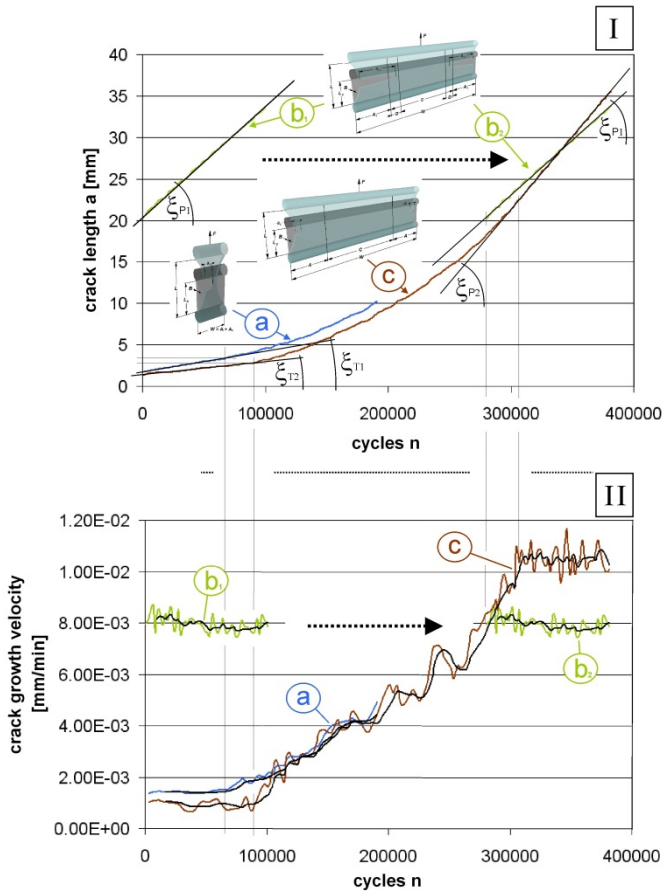 I
crack length a [mm]
40
35
30
25
20
15
10
5
0
b₁
b₂
c
a
ξP1
ξP1
ξP2
ξT1
ξT2
0
100000
200000
300000
400000
cycles n
II
crack growth velocity
[mm/min]
1.20E-02
1.00E-02
8.00E-03
6.00E-03
4.00E-03
2.00E-03
0.00E+00
b₁
c
a
b₂
0
100000
200000
300000
400000
cycles n